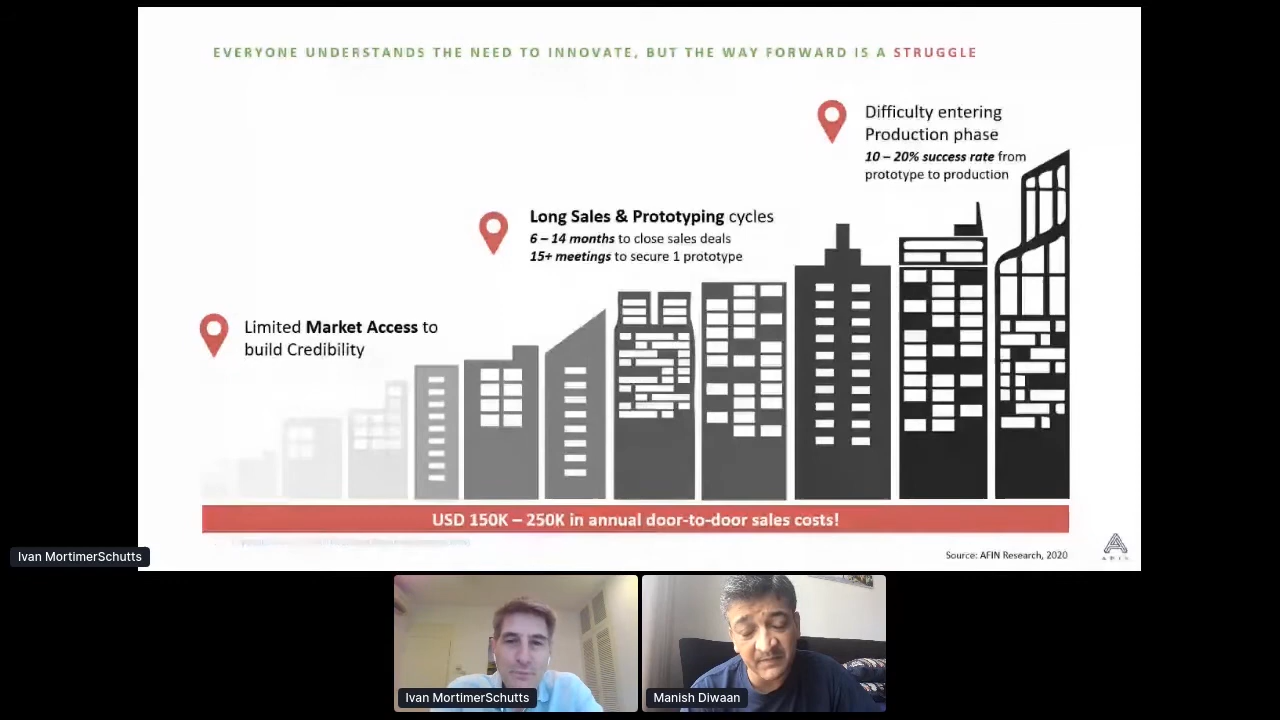 EVERYONE UNDERSTANDS THE NEED TO INNOVATE, BUT THE WAY FORWARD IS A STRUGGLE
Difficulty entering
Production phase
10 – 20% success rate from
prototype to production
Long Sales & Prototyping cycles
6 – 14 months to close sales deals
15+ meetings to secure 1 prototype
Limited Market Access to
build Credibility
USD 150K – 250K in annual door-to-door sales costs!
Source: AFIN Research, 2020
AFIN
Ivan MortimerSchutts
Ivan MortimerSchutts
Manish Diwaan